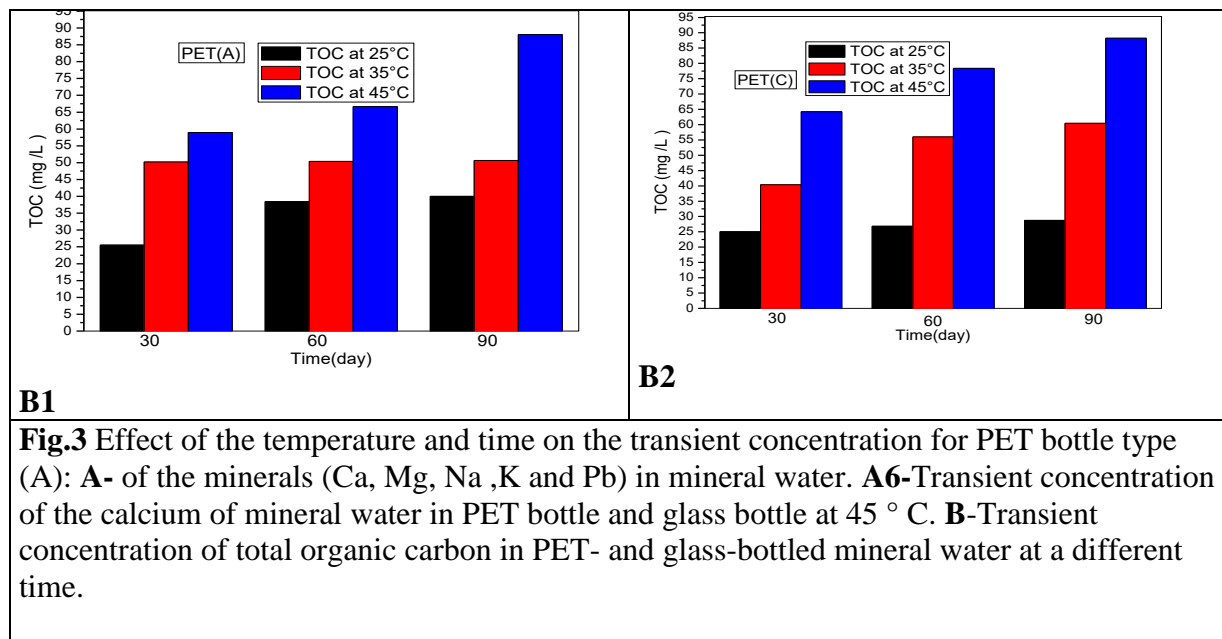 95
90
85
80
75
70
65
60
55
50
45
40
35
30
25
20
15
10
5
0
TOC (mg /L )
PET(A)
TOC at 25°C
TOC at 35°C
TOC at 45°C
30
60
90
Time(day)
B1
95
90
85
80
75
70
65
60
55
50
45
40
35
30
25
20
15
10
5
0
TOC (mg /L)
PET(C)
TOC at 25°C
TOC at 35°C
TOC at 45°C
30
60
90
Time(day)
B2
Fig.3 Effect of the temperature and time on the transient concentration for PET bottle type
(A): A- of the minerals (Ca, Mg, Na ,K and Pb) in mineral water. A6-Transient concentration
of the calcium of mineral water in PET bottle and glass bottle at 45 ° C. B-Transient
concentration of total organic carbon in PET- and glass-bottled mineral water at a different
time.